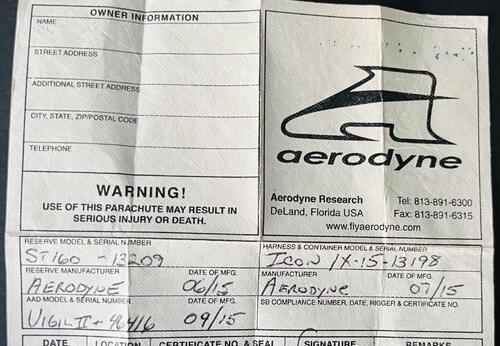 OWNER INFORMATION
NAME
STREET ADDRESS
ADDITIONAL STREET ADDRESS
CITY, STATE, ZIP/POSTAL CODE
TELEPHONE
WARNING!
USE OF THIS PARACHUTE MAY RESULT IN
SERIOUS INJURY OR DEATH.
aerodyne
Aerodyne Research
DeLand, Florida USA
Tel: 813-891-6300
Fax: 813-891-6315
www.flyaerodyne.com
RESERVE MODEL & SERIAL NUMBER
ST160 - 13209
HARNESS & CONTAINER MODEL & SERIAL NUMBER
ICON IX-15-13198
RESERVE MANUFACTURER DATE OF MFG.
AERODYNE 06/15
MANUFACTURER DATE OF MFG.
AERODYNE 07/15
AAD MODEL & SERIAL NUMBER DATE OF MFG.
VIGIL II + 46416 09/15
SB COMPLIANCE NUMBER, DATE, RIGGER & CERTIFICATE NO.
DATE LOCATION CERTIFICATE NO. & SEAL SIGNATURE REMARKS